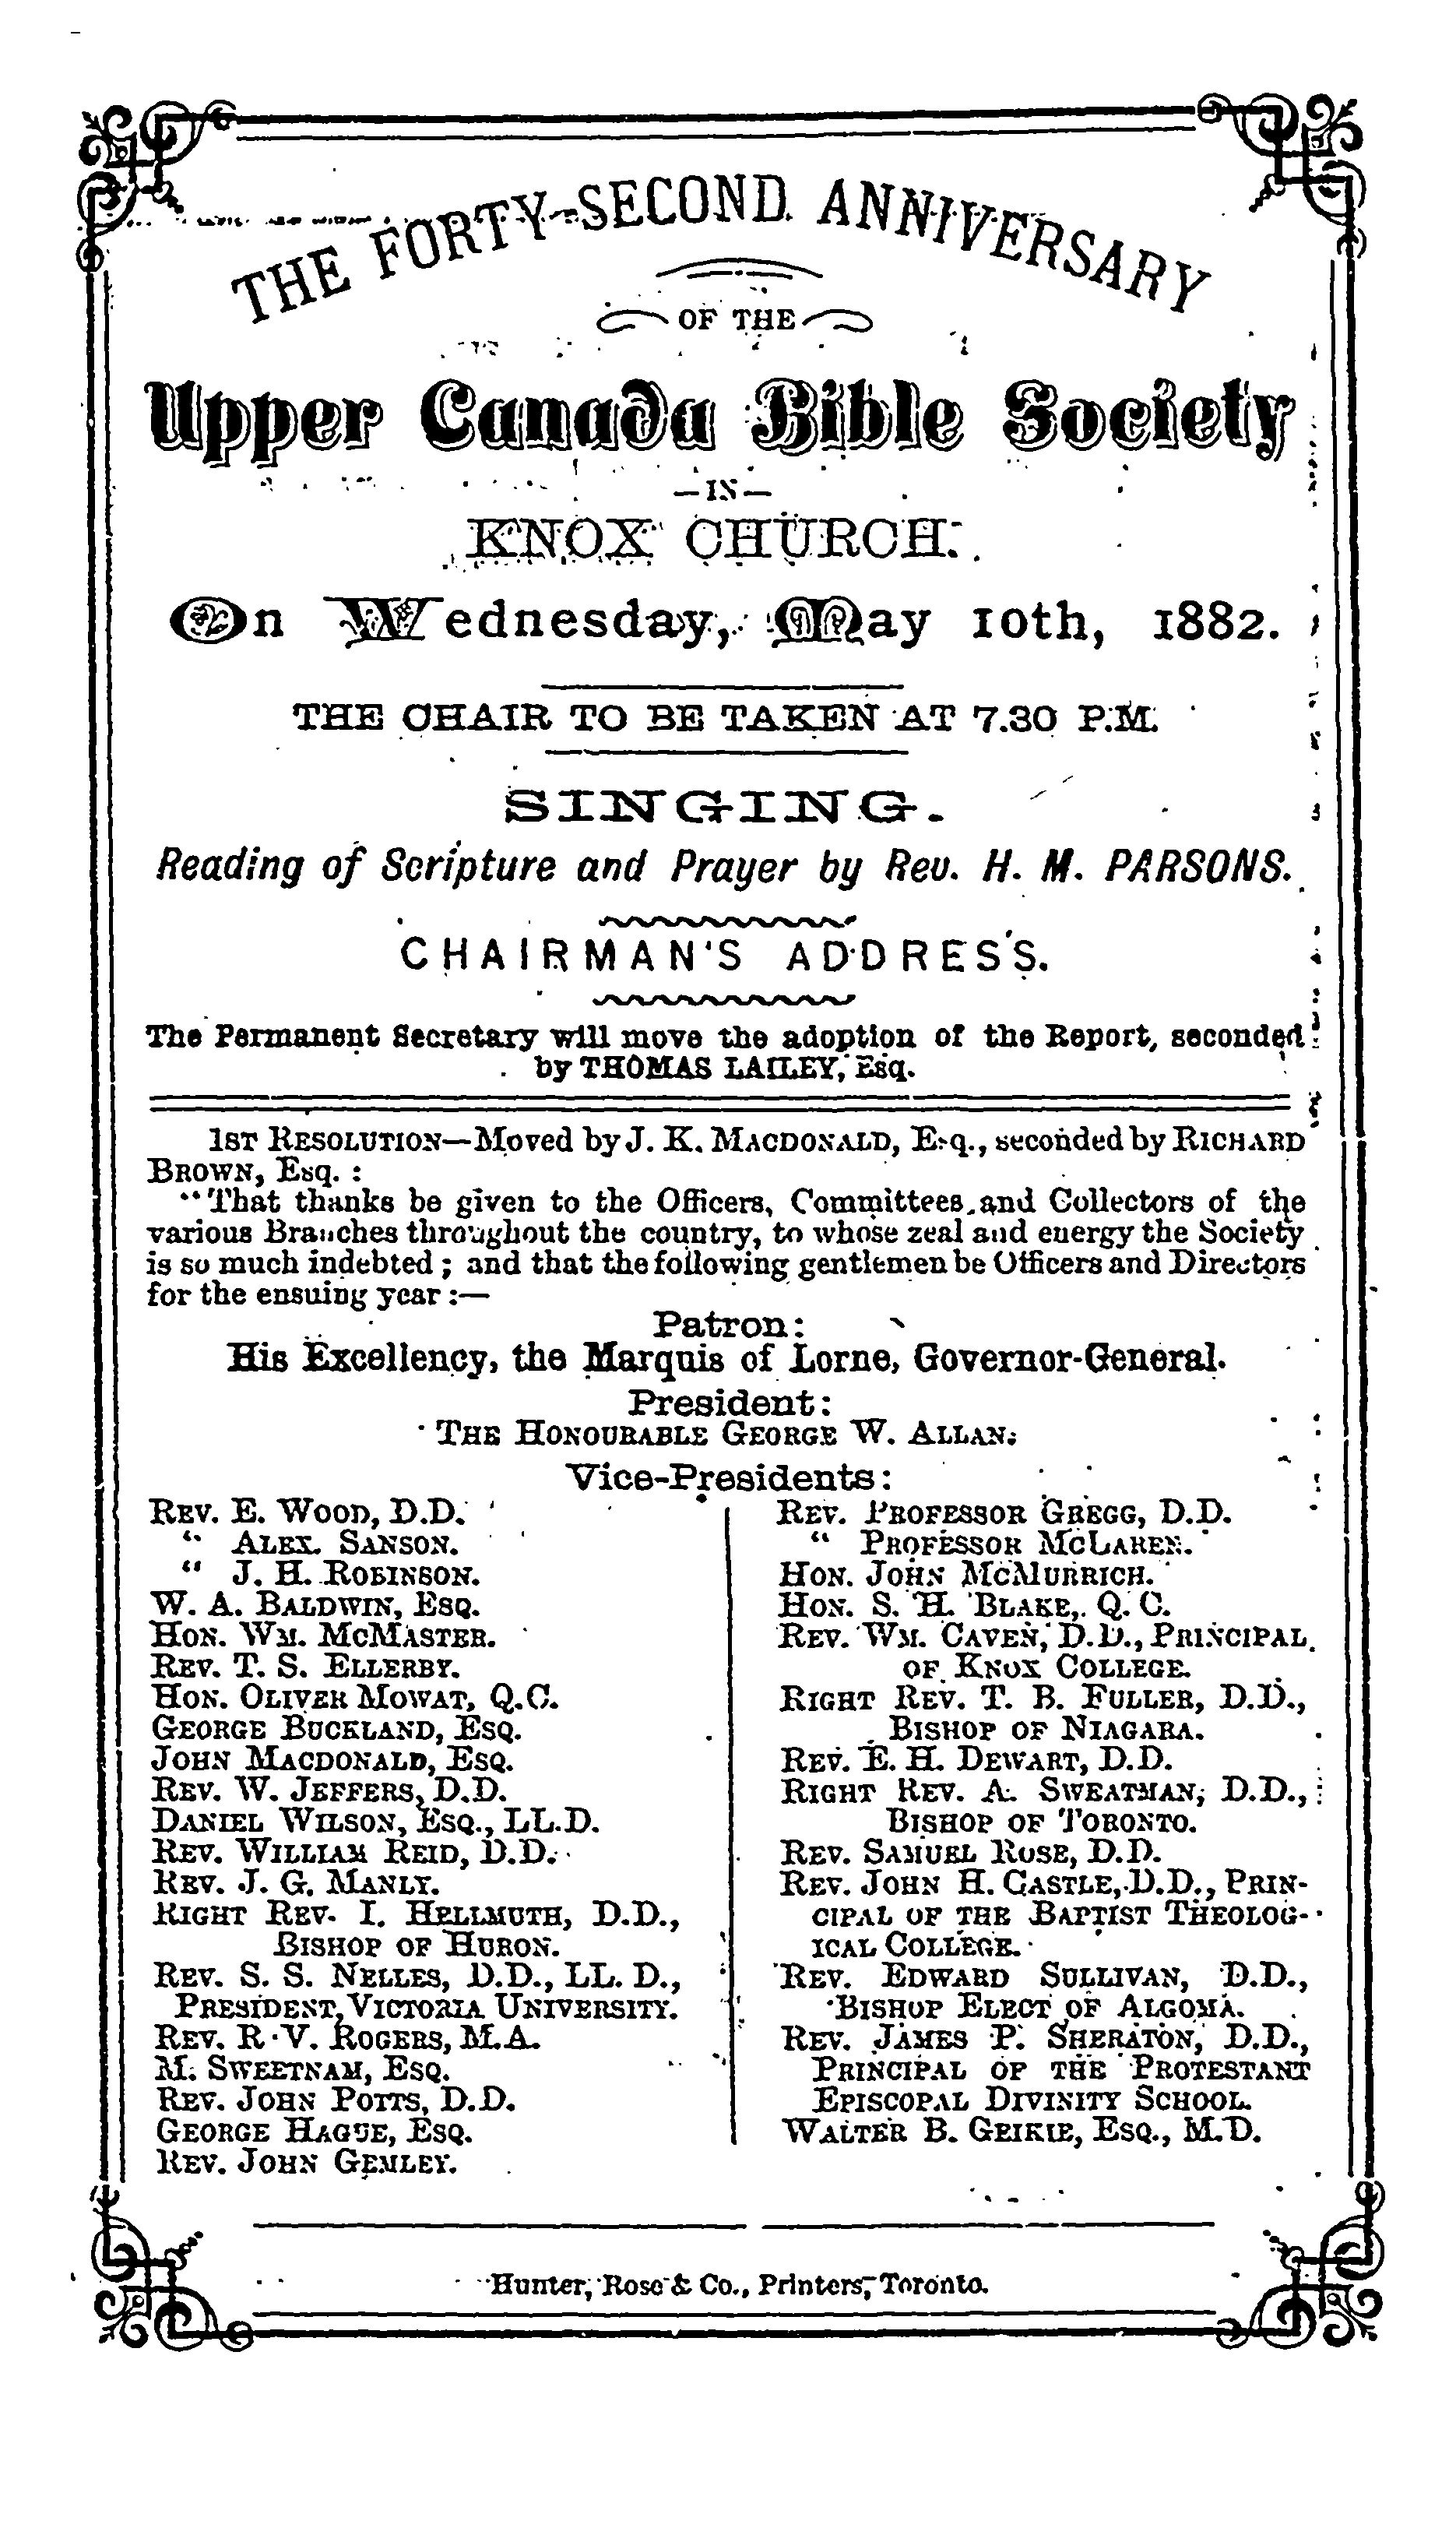 THE FORTY-SECOND ANNIVERSARY
OF THE
Upper Canada Bible Society
—IN—
KNOX CHURCH.
On Wednesday, May 10th, 1882.
THE CHAIR TO BE TAKEN AT 7.30 P.M.
SINGING.
Reading of Scripture and Prayer by Rev. H. M. PARSONS.
CHAIRMAN'S ADDRESS.
The Permanent Secretary will move the adoption of the Report, seconded
by THOMAS LAILEY, Esq.
1ST RESOLUTION—Moved by J. K. MACDONALD, Esq., seconded by RICHARD
BROWN, Esq. :
"That thanks be given to the Officers, Committees and Collectors of the
various Branches throughout the country, to whose zeal and energy the Society
is so much indebted ; and that the following gentlemen be Officers and Directors
for the ensuing year :—
Patron:
His Excellency, the Marquis of Lorne, Governor-General.
President:
THE HONOURABLE GEORGE W. ALLAN.
Vice-Presidents:
REV. E. WOOD, D.D.
" ALEX. SANSON.
" J. H. ROBINSON.
W. A. BALDWIN, ESQ.
HON. WM. MCMASTER.
REV. T. S. ELLERBY.
HON. OLIVER MOWAT, Q.C.
GEORGE BUCKLAND, ESQ.
JOHN MACDONALD, ESQ.
REV. W. JEFFERS, D.D.
DANIEL WILSON, ESQ., LL.D.
REV. WILLIAM REID, D.D.
REV. J. G. MANLY.
RIGHT REV. I. HELLMUTH, D.D.,
BISHOP OF HURON.
REV. S. S. NELLES, D.D., LL. D.,
PRESIDENT, VICTORIA UNIVERSITY.
REV. R. V. ROGERS, M.A.
M. SWEETNAM, ESQ.
REV. JOHN POTTS, D.D.
GEORGE HAGUE, ESQ.
REV. JOHN GEMLEY.
REV. PROFESSOR GREGG, D.D.
" PROFESSOR MCLAREN.
HON. JOHN MCMURRICH.
HON. S. H. BLAKE, Q. C.
REV. WM. CAVEN, D.D., PRINCIPAL
OF KNOX COLLEGE.
RIGHT REV. T. B. FULLER, D.D.,
BISHOP OF NIAGARA.
REV. E. H. DEWART, D.D.
RIGHT REV. A. SWEATMAN, D.D.,
BISHOP OF TORONTO.
REV. SAMUEL ROSE, D.D.
REV. JOHN H. CASTLE, D.D., PRIN-
CIPAL OF THE BAPTIST THEOLOG-
ICAL COLLEGE.
REV. EDWARD SULLIVAN, D.D.,
BISHOP ELECT OF ALGOMA.
REV. JAMES P. SHERATON, D.D.,
PRINCIPAL OF THE PROTESTANT
EPISCOPAL DIVINITY SCHOOL.
WALTER B. GEIKIE, ESQ., M.D.
Hunter, Rose & Co., Printers, Toronto.